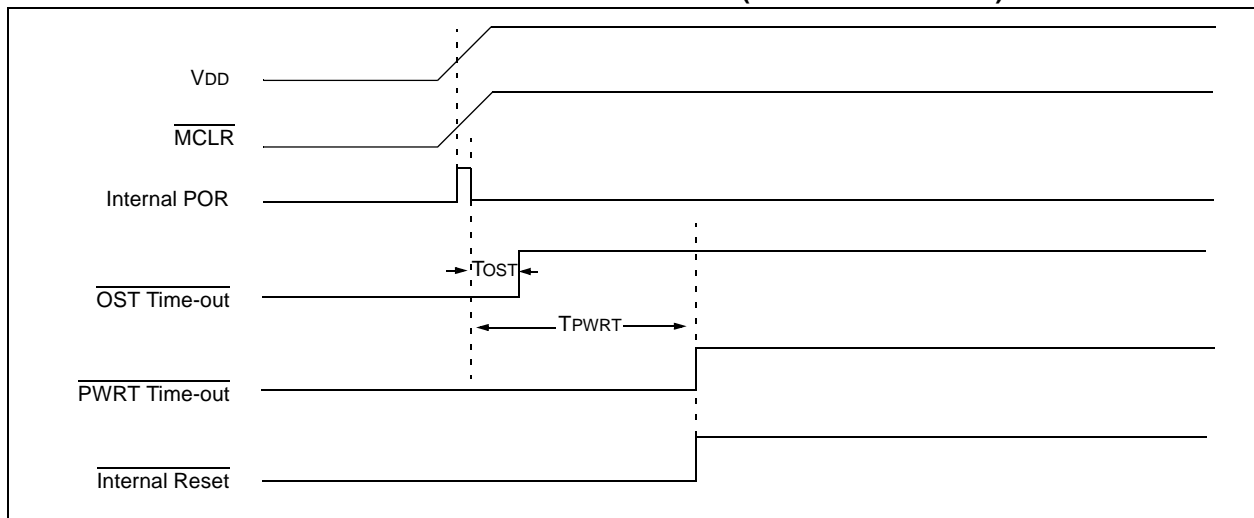 VDD
MCLR
Internal POR
TOST
OST Time-out
TPWRT
PWRT Time-out
Internal Reset